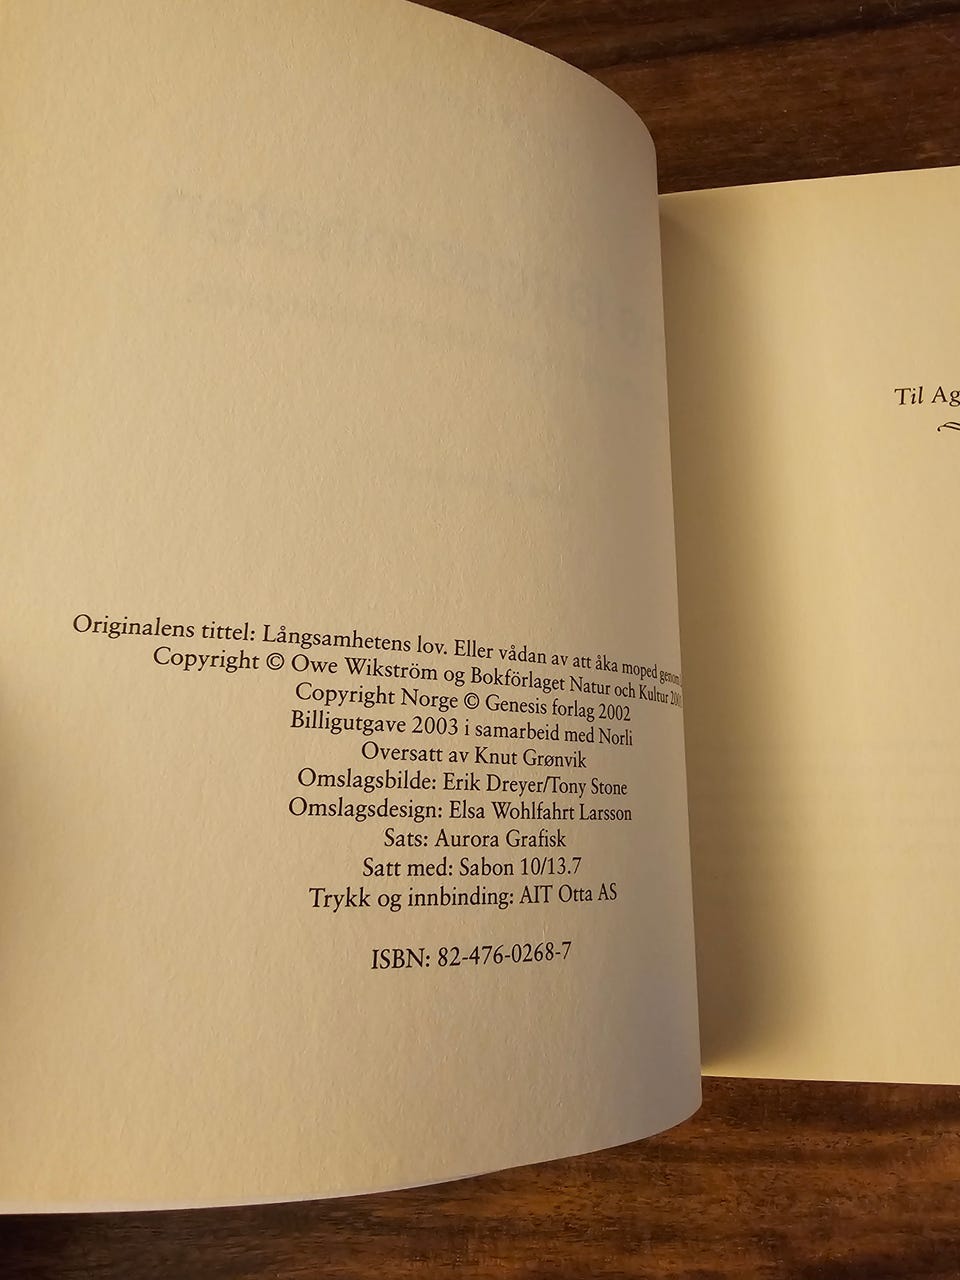 Originalens tittel: Långsamhetens lov. Eller vådan av att åka moped genom
Copyright © Owe Wikström og Bokförlaget Natur och Kultur
Copyright Norge © Genesis forlag 2002
Billigutgave 2003 i samarbeid med Norli
Oversatt av Knut Grønvik
Omslagsbilde: Erik Dreyer/Tony Stone
Omslagsdesign: Elsa Wohlfahrt Larsson
Sats: Aurora Grafisk
Satt med: Sabon 10/13.7
Trykk og innbinding: AIT Otta AS
ISBN: 82-476-0268-7
Til Ag